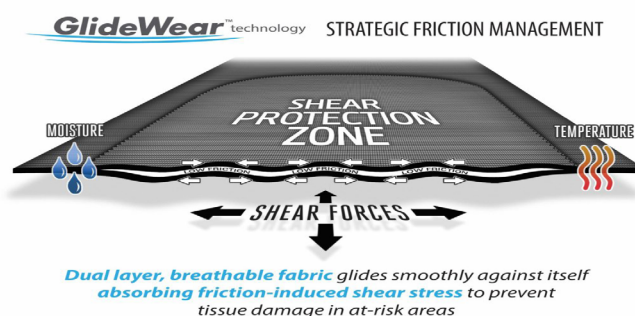 GlideWear™ technology STRATEGIC FRICTION MANAGEMENT
SHEAR
PROTECTION
ZONE
MOISTURE
TEMPERATURE
LOW FRICTION LOW FRICTION LOW FRICTION
SHEAR FORCES
Dual layer, breathable fabric glides smoothly against itself
absorbing friction-induced shear stress to prevent
tissue damage in at-risk areas